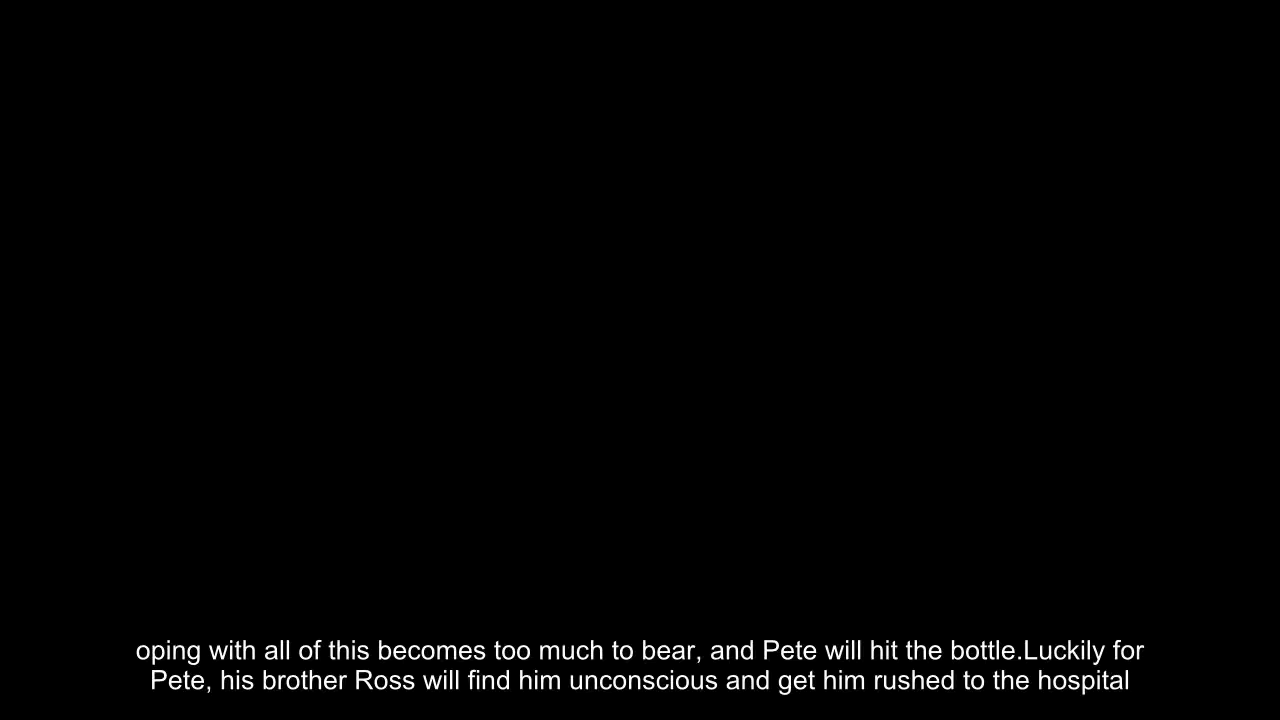 oping with all of this becomes too much to bear, and Pete will hit the bottle.Luckily for
Pete, his brother Ross will find him unconscious and get him rushed to the hospital